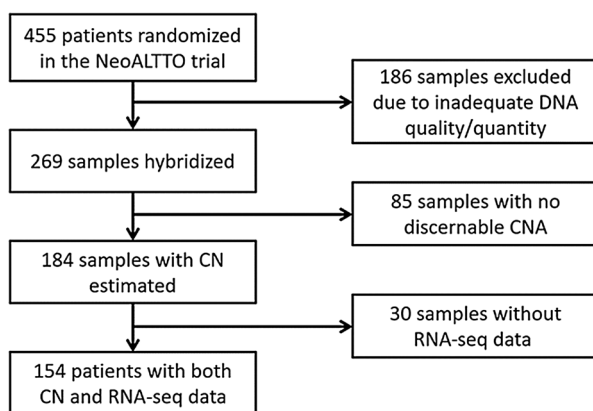 455 patients randomized
in the NeoALTTO trial
186 samples excluded
due to inadequate DNA
quality/quantity
269 samples hybridized
85 samples with no
discernable CNA
184 samples with CN
estimated
30 samples without
RNA-seq data
154 patients with both
CN and RNA-seq data